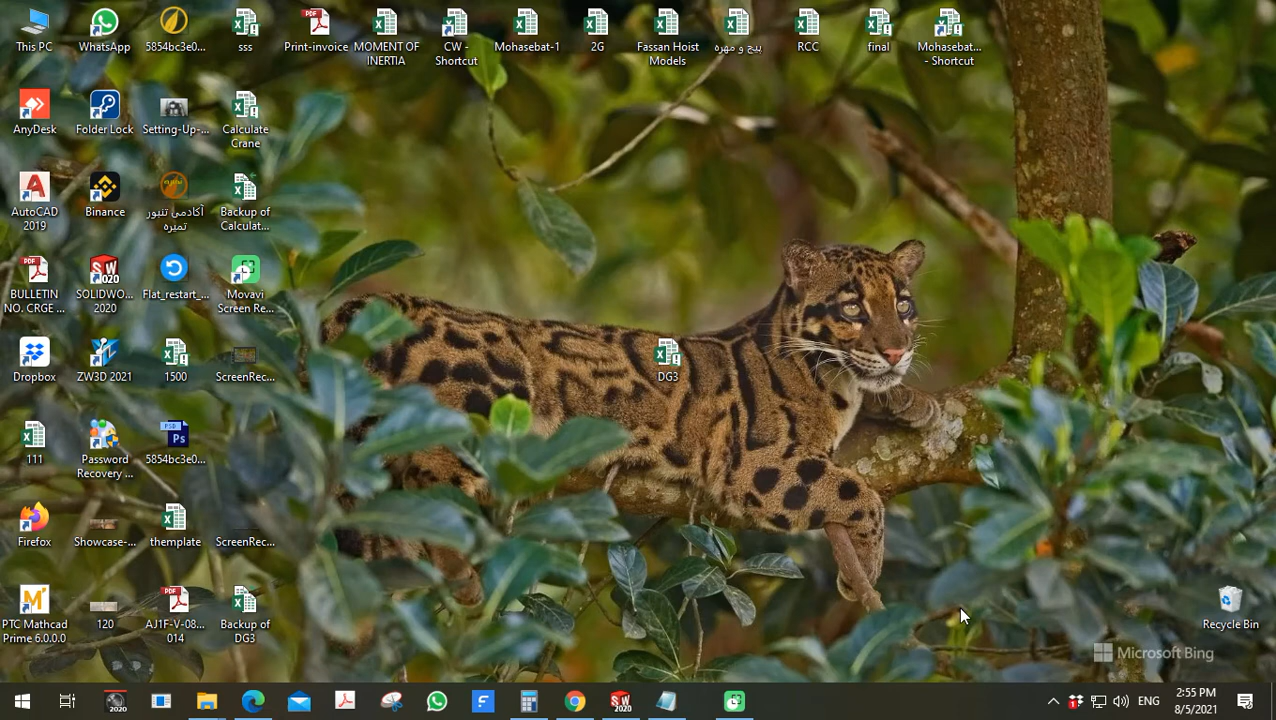 This PC
WhatsApp
5854bc3e0...
sss
Print-invoice
MOMENT OF
INERTIA
CW -
Shortcut
Mohasebat-1
2G
Fassan Hoist
Models
پیچ و مهره
RCC
final
Mohasebat...
- Shortcut
AnyDesk
Folder Lock
Setting-Up-...
Calculate
Crane
AutoCAD
2019
Binance
آکادمی تنبور
تمیره
Backup of
Calculat...
BULLETIN
NO. CRGE ...
SOLIDWO...
2020
Flat_restart_...
Movavi
Screen Re...
Dropbox
ZW3D 2021
1500
ScreenRec...
DG3
111
Password
Recovery ...
5854bc3e0...
Firefox
Showcase-...
themplate
ScreenRec...
PTC Mathcad
Prime 6.0.0.0
120
AJ1F-V-08...
014
Backup of
DG3
Recycle Bin
Microsoft Bing
ENG
2:55 PM
8/5/2021